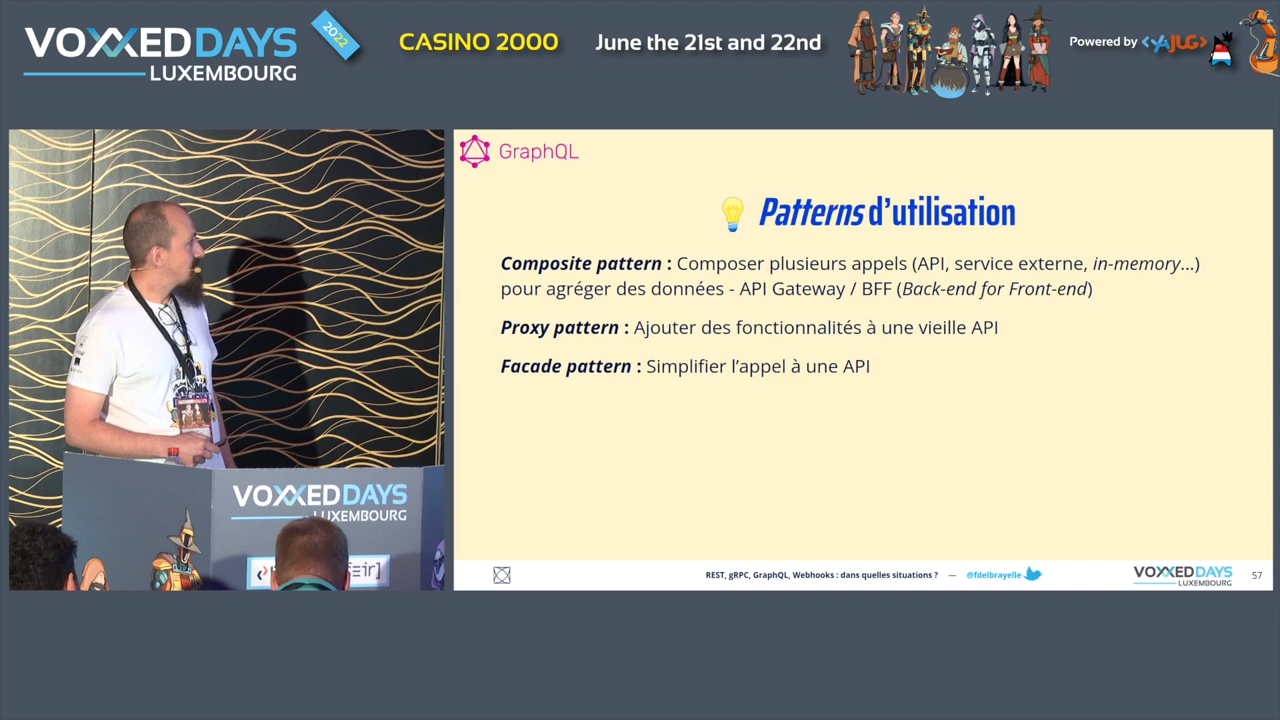 VOXXED DAYS
LUXEMBOURG
2022
CASINO 2000
June the 21st and 22nd
Powered by <YAJUG>
GraphQL
💡 Patterns d’utilisation
Composite pattern : Composer plusieurs appels (API, service externe, in-memory…)
pour agréger des données - API Gateway / BFF (Back-end for Front-end)
Proxy pattern : Ajouter des fonctionnalités à une vieille API
Facade pattern : Simplifier l’appel à une API
VOXXED DAYS
LUXEMBOURG
REST, gRPC, GraphQL, Webhooks : dans quelles situations ? — @fdelbrayelle
VOXXED DAYS
LUXEMBOURG
57